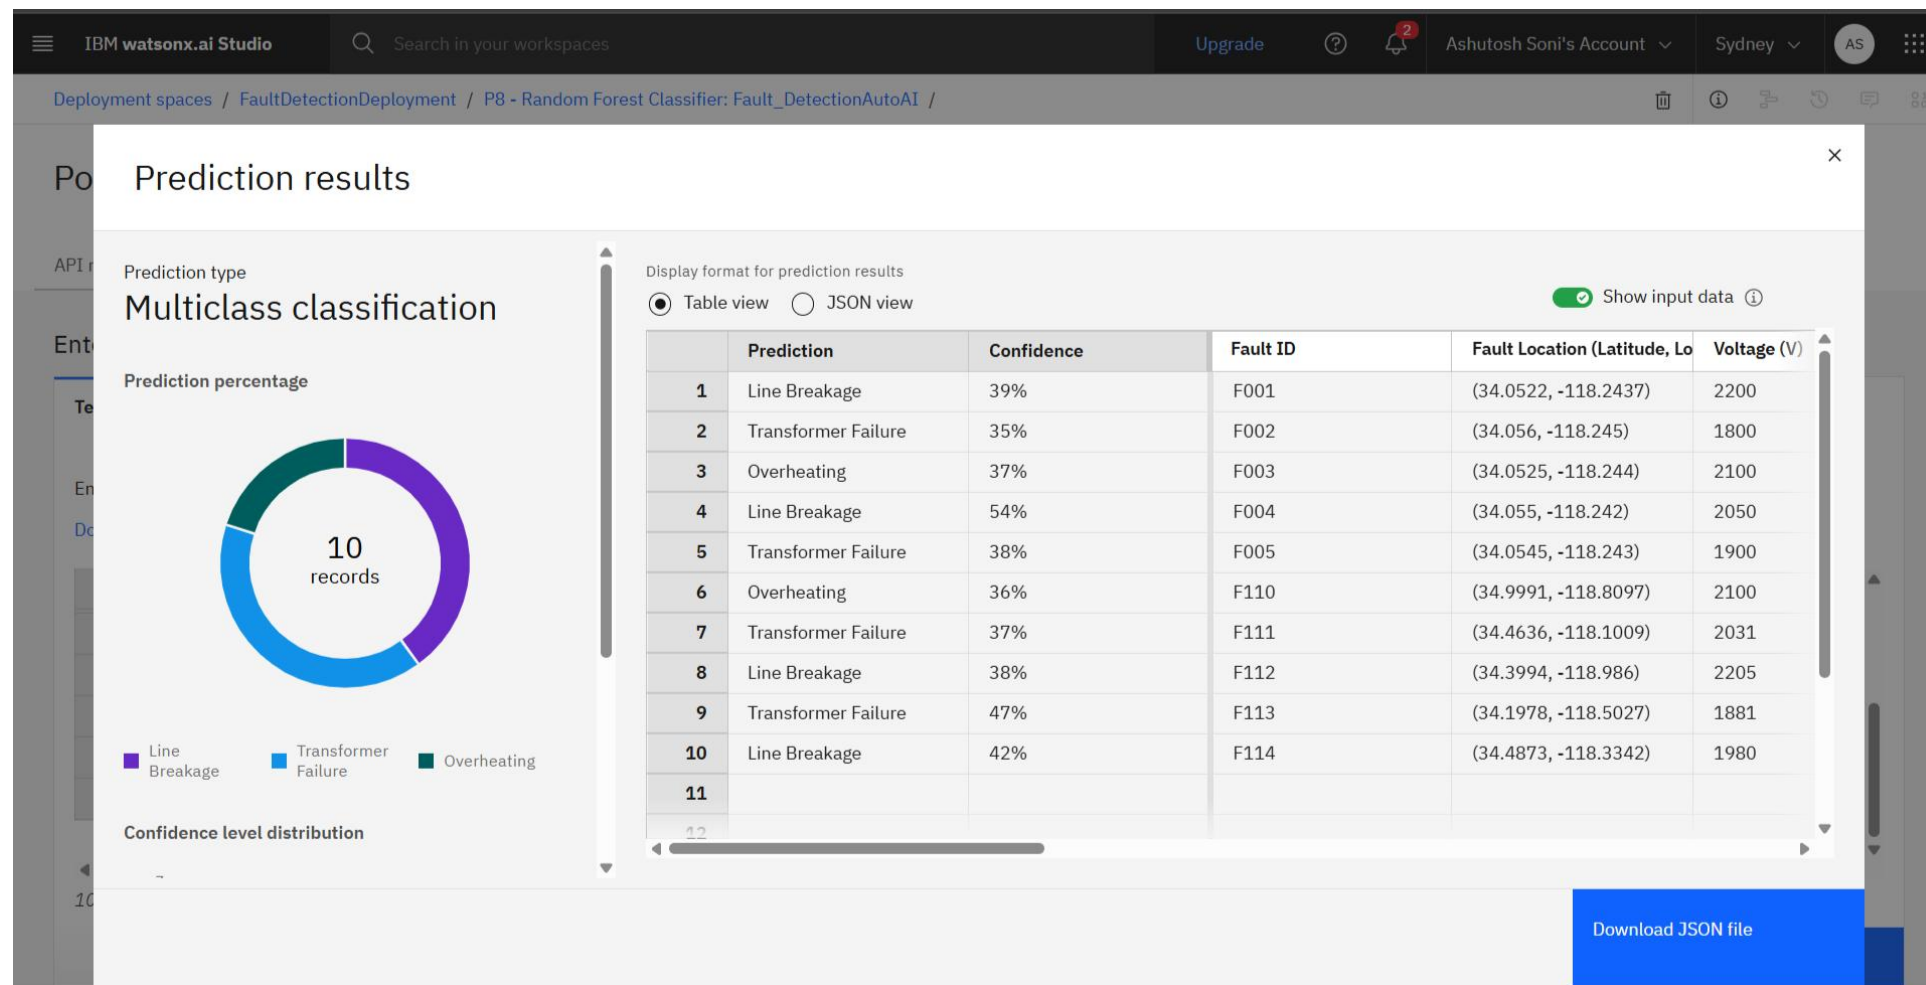 IBM watsonx.ai Studio
Search in your workspaces
Upgrade
2
Ashutosh Soni's Account
Sydney
AS
Deployment spaces / FaultDetectionDeployment / P8 - Random Forest Classifier: Fault_DetectionAutoAI /
Po
Prediction results
API r
Ente
Te
En
Do
10
Prediction type
Multiclass classification
Prediction percentage
10
records
Line Breakage
Transformer Failure
Overheating
Confidence level distribution
Display format for prediction results
Table view JSON view
Show input data
Prediction Confidence Fault ID Fault Location (Latitude, Lo Voltage (V)
1 Line Breakage 39% F001 (34.0522, -118.2437) 2200
2 Transformer Failure 35% F002 (34.056, -118.245) 1800
3 Overheating 37% F003 (34.0525, -118.244) 2100
4 Line Breakage 54% F004 (34.055, -118.242) 2050
5 Transformer Failure 38% F005 (34.0545, -118.243) 1900
6 Overheating 36% F110 (34.9991, -118.8097) 2100
7 Transformer Failure 37% F111 (34.4636, -118.1009) 2031
8 Line Breakage 38% F112 (34.3994, -118.986) 2205
9 Transformer Failure 47% F113 (34.1978, -118.5027) 1881
10 Line Breakage 42% F114 (34.4873, -118.3342) 1980
11
12
Download JSON file